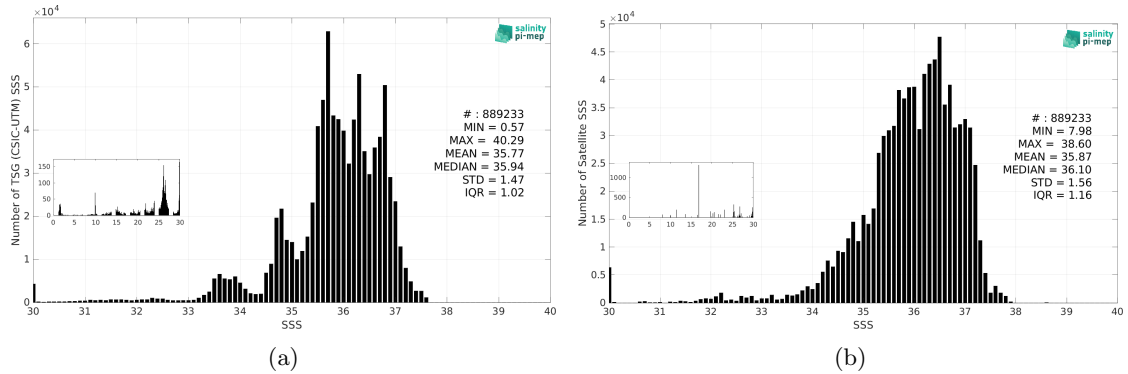 ×10⁴
6
5
4
3
2
1
0
Number of TSG (CSIC-UTM) SSS
salinity
pi-mep
# : 889233
MIN = 0.57
MAX = 40.29
MEAN = 35.77
MEDIAN = 35.94
STD = 1.47
IQR = 1.02
150
100
50
0
0 5 10 15 20 25 30
30 31 32 33 34 35 36 37 38 39 40
SSS
(a)
×10⁴
5
4.5
4
3.5
3
2.5
2
1.5
1
0.5
0
Number of Satellite SSS
salinity
pi-mep
# : 889233
MIN = 7.98
MAX = 38.60
MEAN = 35.87
MEDIAN = 36.10
STD = 1.56
IQR = 1.16
1000
500
0
0 5 10 15 20 25 30
30 31 32 33 34 35 36 37 38 39 40
SSS
(b)